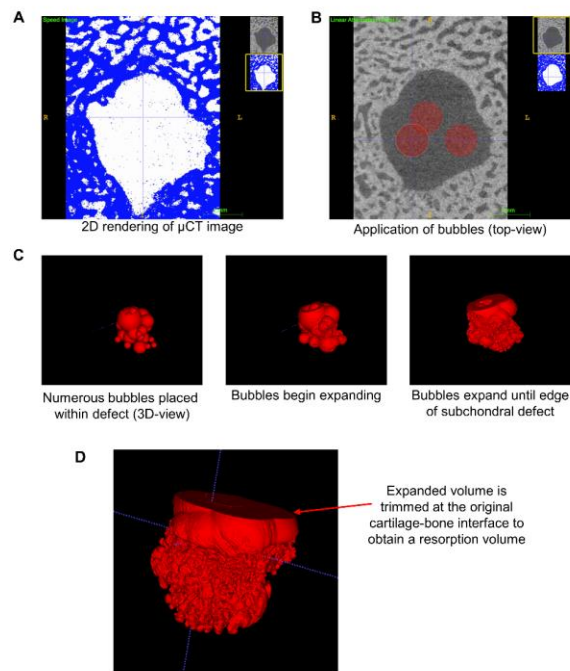 A
B
Speed Image
Linear
R
L
R
L
2D rendering of µCT image
Application of bubbles (top-view)
C
Numerous bubbles placed
within defect (3D-view)
Bubbles begin expanding
Bubbles expand until edge
of subchondral defect
D
Expanded volume is
trimmed at the original
cartilage-bone interface to
obtain a resorption volume